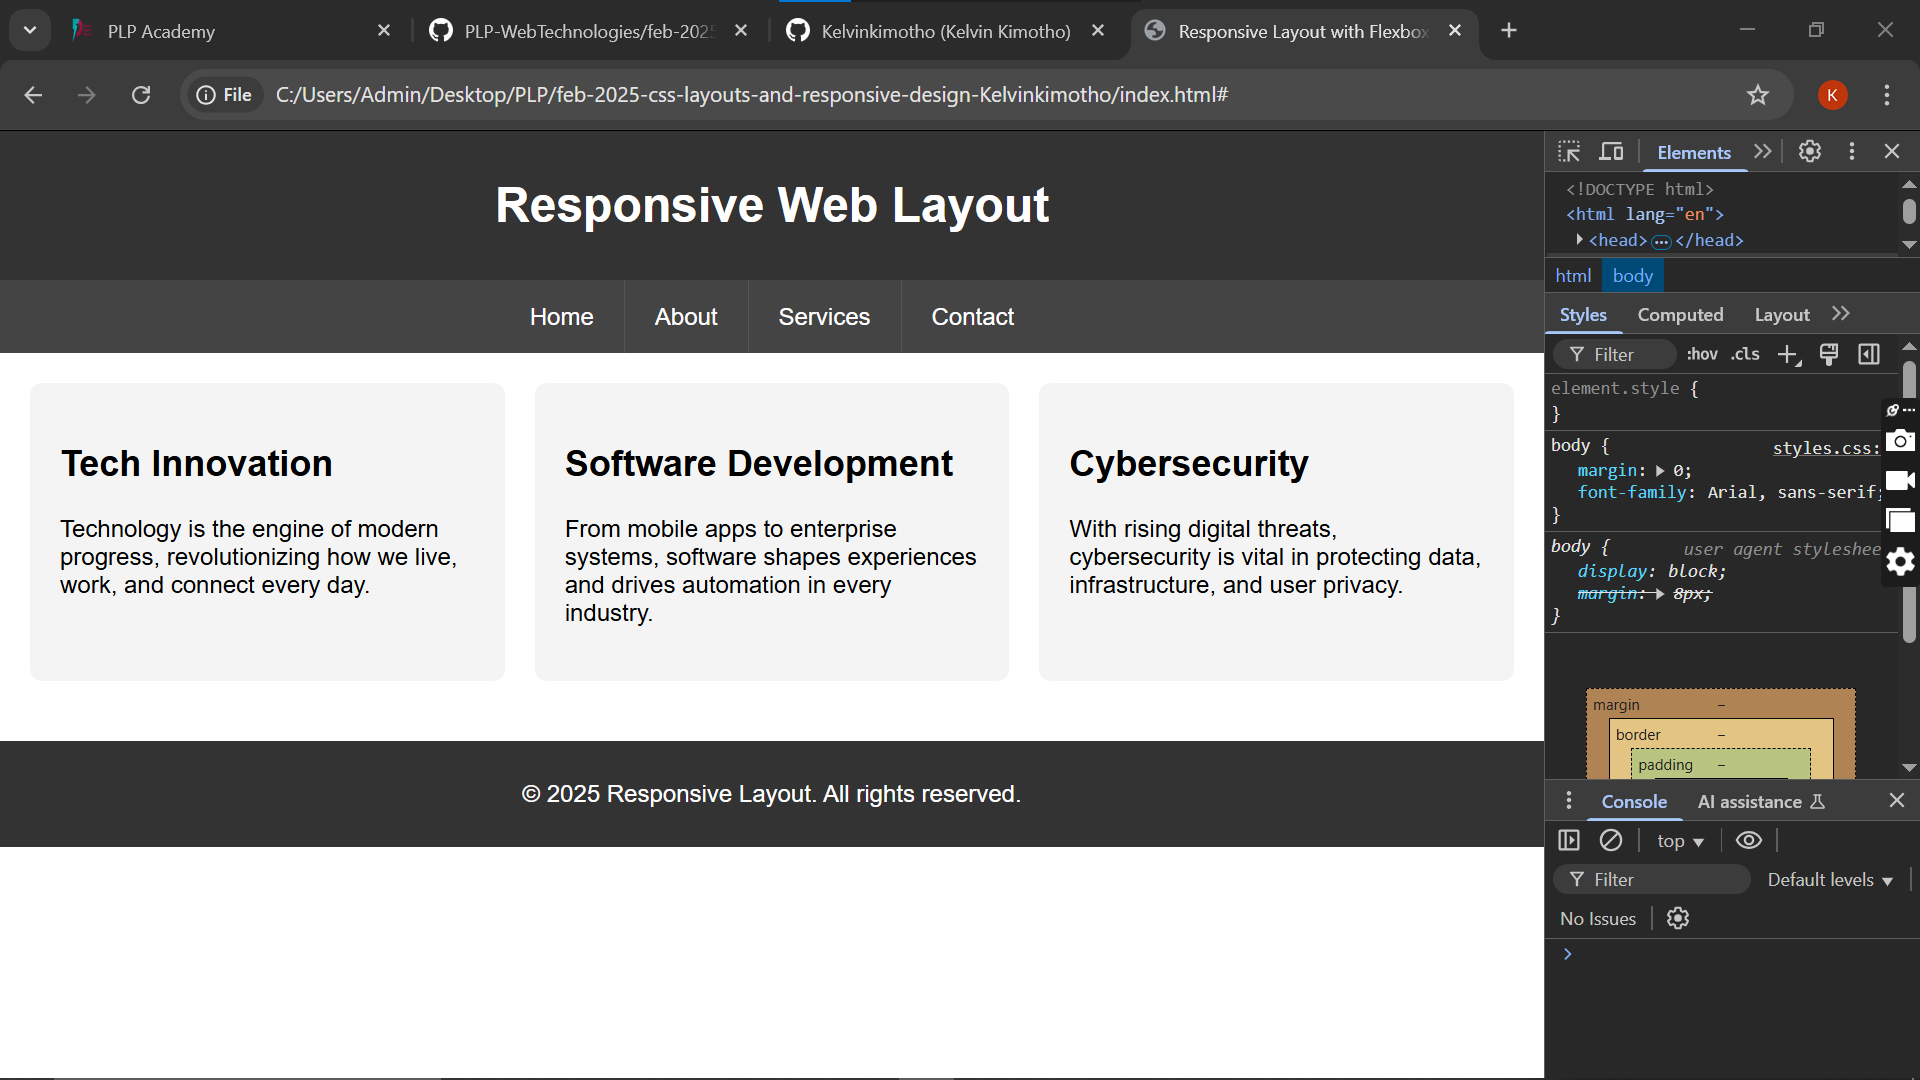 PLP Academy
PLP-WebTechnologies/feb-2025
Kelvinkimotho (Kelvin Kimotho)
Responsive Layout with Flexbox
File
C:/Users/Admin/Desktop/PLP/feb-2025-css-layouts-and-responsive-design-Kelvinkimotho/index.html#
K
Responsive Web Layout
Home
About
Services
Contact
Tech Innovation
Technology is the engine of modern
progress, revolutionizing how we live,
work, and connect every day.
Software Development
From mobile apps to enterprise
systems, software shapes experiences
and drives automation in every
industry.
Cybersecurity
With rising digital threats,
cybersecurity is vital in protecting data,
infrastructure, and user privacy.
© 2025 Responsive Layout. All rights reserved.
Elements
<!DOCTYPE html>
<html lang="en">
<head> ··· </head>
html body
Styles Computed Layout
Filter :hov .cls
element.style {
}
body { styles.css:
margin: 0;
font-family: Arial, sans-serif;
}
body { user agent styleshee
display: block;
margin: 8px;
}
margin –
border –
padding –
Console AI assistance
top
Filter Default levels
No Issues